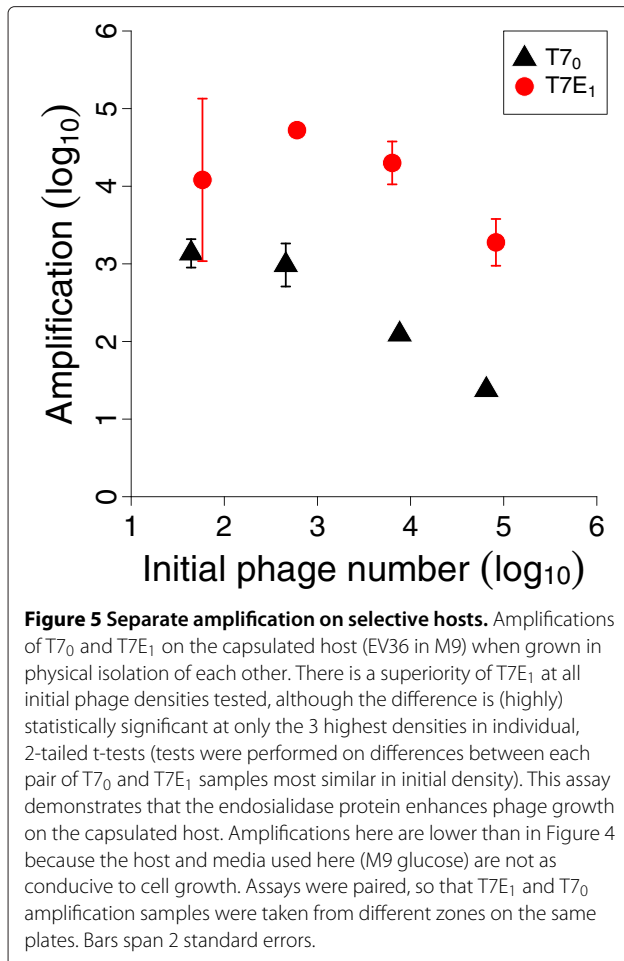 T7₀
T7E₁
Amplification (log₁₀)
0 1 2 3 4 5 6
1 2 3 4 5 6
Initial phage number (log₁₀)
Figure 5 Separate amplification on selective hosts. Amplifications
of T7₀ and T7E₁ on the capsulated host (EV36 in M9) when grown in
physical isolation of each other. There is a superiority of T7E₁ at all
initial phage densities tested, although the difference is (highly)
statistically significant at only the 3 highest densities in individual,
2-tailed t-tests (tests were performed on differences between each
pair of T7₀ and T7E₁ samples most similar in initial density). This assay
demonstrates that the endosialidase protein enhances phage growth
on the capsulated host. Amplifications here are lower than in Figure 4
because the host and media used here (M9 glucose) are not as
conducive to cell growth. Assays were paired, so that T7E₁ and T7₀
amplification samples were taken from different zones on the same
plates. Bars span 2 standard errors.